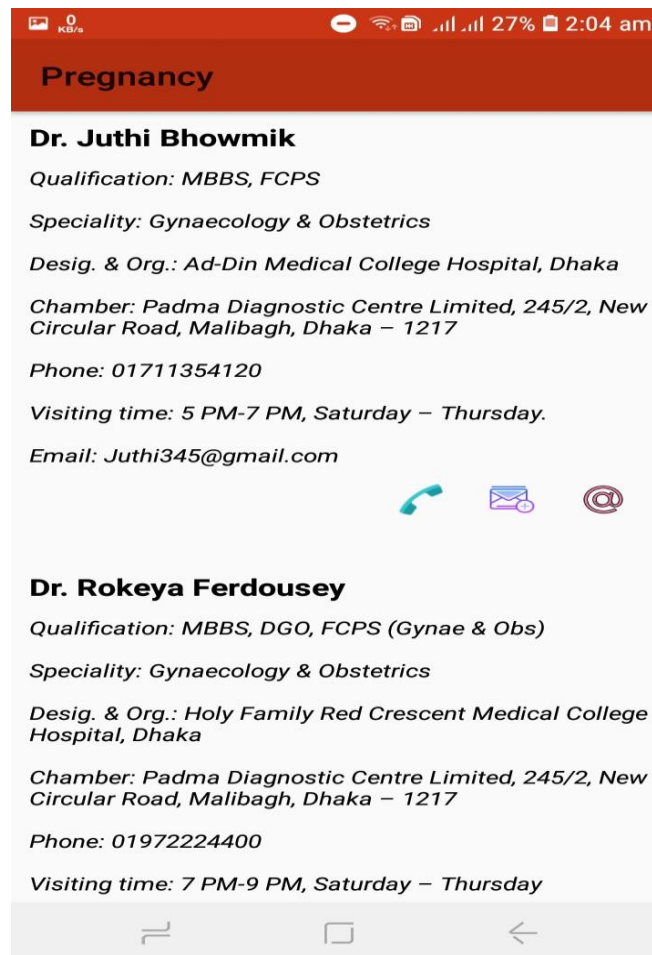 0
KB/s
27% 2:04 am
Pregnancy
Dr. Juthi Bhowmik
Qualification: MBBS, FCPS
Speciality: Gynaecology & Obstetrics
Desig. & Org.: Ad-Din Medical College Hospital, Dhaka
Chamber: Padma Diagnostic Centre Limited, 245/2, New
Circular Road, Malibagh, Dhaka – 1217
Phone: 01711354120
Visiting time: 5 PM-7 PM, Saturday – Thursday.
Email: Juthi345@gmail.com
@
Dr. Rokeya Ferdousey
Qualification: MBBS, DGO, FCPS (Gynae & Obs)
Speciality: Gynaecology & Obstetrics
Desig. & Org.: Holy Family Red Crescent Medical College
Hospital, Dhaka
Chamber: Padma Diagnostic Centre Limited, 245/2, New
Circular Road, Malibagh, Dhaka – 1217
Phone: 01972224400
Visiting time: 7 PM-9 PM, Saturday – Thursday